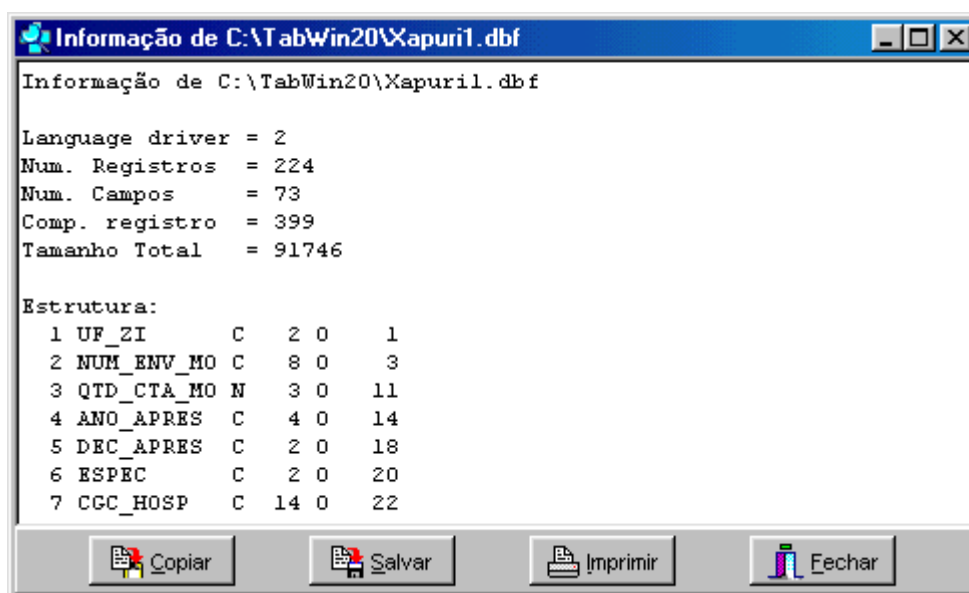 Informação de C:\TabWin20\Xapuri1.dbf
Informação de C:\TabWin20\Xapuri1.dbf
Language driver = 2
Num. Registros = 224
Num. Campos = 73
Comp. registro = 399
Tamanho Total = 91746
Estrutura:
1 UF_ZI C 2 0 1
2 NUM_ENV_MO C 8 0 3
3 QTD_CTA_MO N 3 0 11
4 ANO_APRES C 4 0 14
5 DEC_APRES C 2 0 18
6 ESPEC C 2 0 20
7 CGC_HOSP C 14 0 22
Copiar Salvar Imprimir Fechar